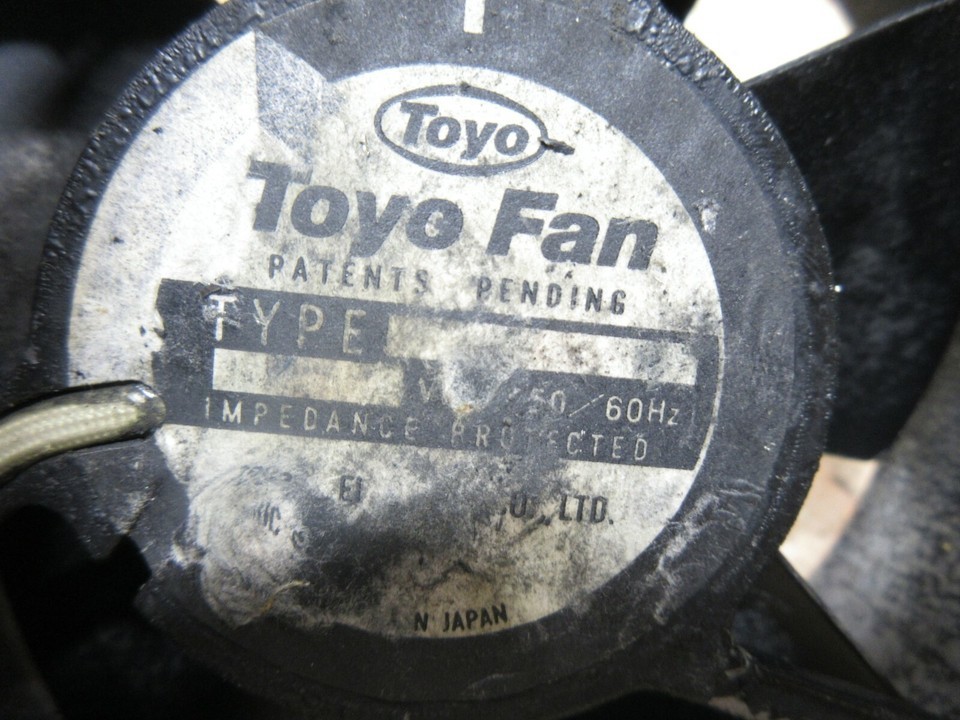 Toyo
Toyo Fan
PATENTS PENDING
TYPE
V 50/60Hz
IMPEDANCE PROTECTED
LTD.
N JAPAN